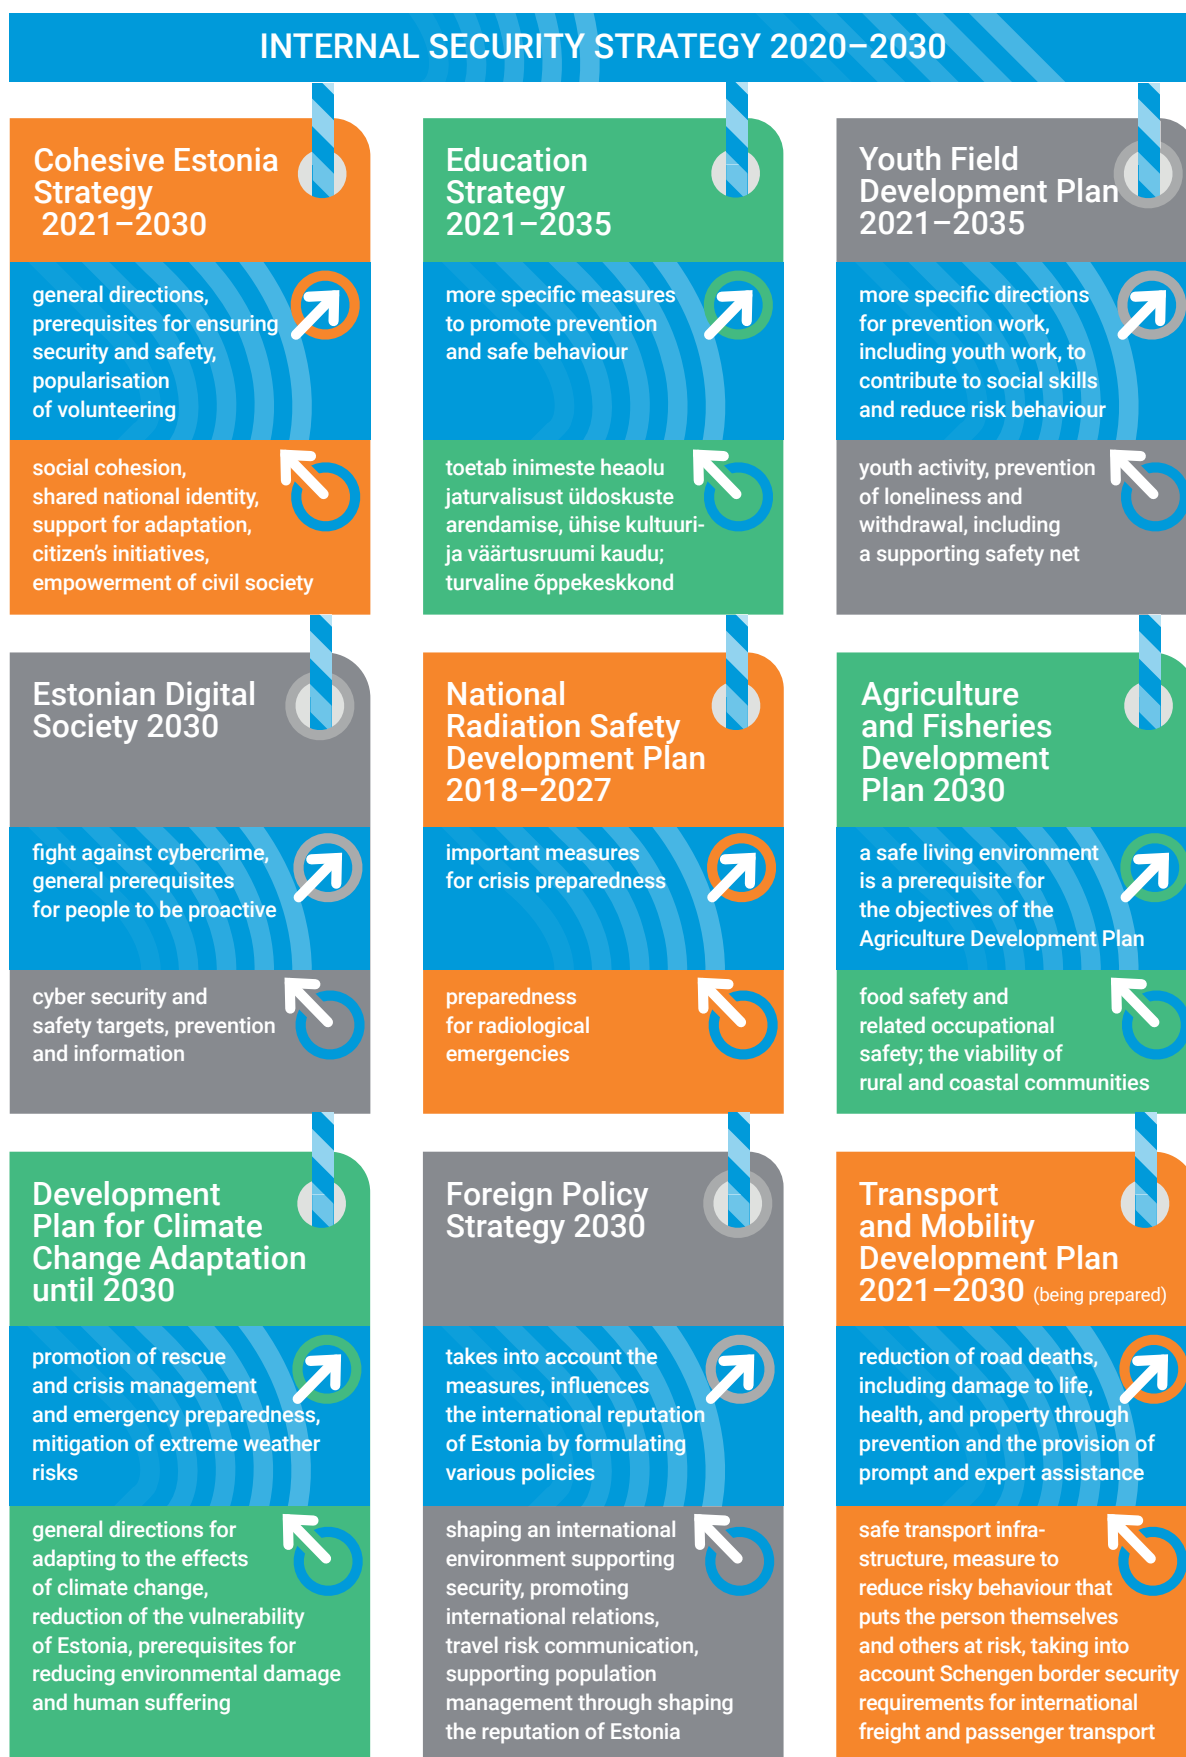 INTERNAL SECURITY STRATEGY 2020–2030
Cohesive Estonia
Strategy
2021–2030
general directions,
prerequisites for ensuring
security and safety,
popularisation
of volunteering
social cohesion,
shared national identity,
support for adaptation,
citizen's initiatives,
empowerment of civil society
Education
Strategy
2021–2035
more specific measures
to promote prevention
and safe behaviour
toetab inimeste heaolu
jaturvalisust üldoskuste
arendamise, ühise kultuuri-
ja väärtusruumi kaudu;
turvaline õppekeskkond
Youth Field
Development Plan
2021–2035
more specific directions
for prevention work,
including youth work, to
contribute to social skills
and reduce risk behaviour
youth activity, prevention
of loneliness and
withdrawal, including
a supporting safety net
Estonian Digital
Society 2030
fight against cybercrime,
general prerequisites
for people to be proactive
cyber security and
safety targets, prevention
and information
National
Radiation Safety
Development Plan
2018–2027
important measures
for crisis preparedness
preparedness
for radiological
emergencies
Agriculture
and Fisheries
Development
Plan 2030
a safe living environment
is a prerequisite for
the objectives of the
Agriculture Development Plan
food safety and
related occupational
safety; the viability of
rural and coastal communities
Development
Plan for Climate
Change Adaptation
until 2030
promotion of rescue
and crisis management
and emergency preparedness,
mitigation of extreme weather
risks
general directions for
adapting to the effects
of climate change,
reduction of the vulnerability
of Estonia, prerequisites for
reducing environmental damage
and human suffering
Foreign Policy
Strategy 2030
takes into account the
measures, influences
the international reputation
of Estonia by formulating
various policies
shaping an international
environment supporting
security, promoting
international relations,
travel risk communication,
supporting population
management through shaping
the reputation of Estonia
Transport
and Mobility
Development Plan
2021–2030 (being prepared)
reduction of road deaths,
including damage to life,
health, and property through
prevention and the provision of
prompt and expert assistance
safe transport infra-
structure, measure to
reduce risky behaviour that
puts the person themselves
and others at risk, taking into
account Schengen border security
requirements for international
freight and passenger transport